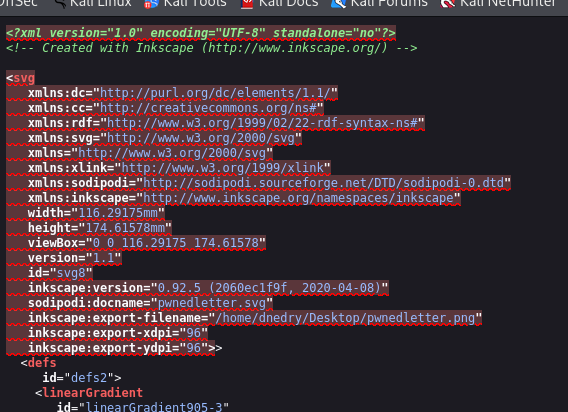 OffSec Kali Linux Kali Tools Kali Docs Kali Forums Kali NetHunter
<?xml version="1.0" encoding="UTF-8" standalone="no"?>
<!-- Created with Inkscape (http://www.inkscape.org/) -->
<svg
xmlns:dc="http://purl.org/dc/elements/1.1/"
xmlns:cc="http://creativecommons.org/ns#"
xmlns:rdf="http://www.w3.org/1999/02/22-rdf-syntax-ns#"
xmlns:svg="http://www.w3.org/2000/svg"
xmlns="http://www.w3.org/2000/svg"
xmlns:xlink="http://www.w3.org/1999/xlink"
xmlns:sodipodi="http://sodipodi.sourceforge.net/DTD/sodipodi-0.dtd"
xmlns:inkscape="http://www.inkscape.org/namespaces/inkscape"
width="116.29175mm"
height="174.61578mm"
viewBox="0 0 116.29175 174.61578"
version="1.1"
id="svg8"
inkscape:version="0.92.5 (2060ec1f9f, 2020-04-08)"
sodipodi:docname="pwnedletter.svg"
inkscape:export-filename="/home/dnedry/Desktop/pwnedletter.png"
inkscape:export-xdpi="96"
inkscape:export-ydpi="96">
<defs
id="defs2">
<linearGradient
id="linearGradient905-3"